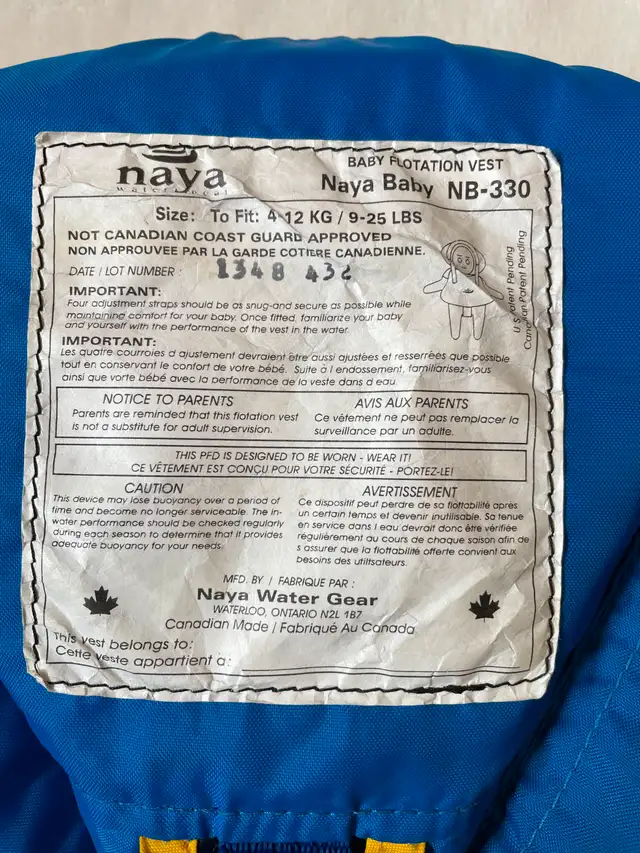 naya
BABY FLOTATION VEST
Naya Baby NB-330
Size: To Fit: 4-12 KG / 9-25 LBS
NOT CANADIAN COAST GUARD APPROVED
NON APPROUVEE PAR LA GARDE COTIERE CANADIENNE.
DATE / LOT NUMBER : 1348 432
U S Patent Pending
Canadian Patent Pending
IMPORTANT:
Four adjustment straps should be as snug-and secure as possible while
maintaining comfort for your baby. Once fitted, familiarize your baby
and yourself with the performance of the vest in the water.
IMPORTANT:
Les quatre courroies d ajustement devraient être aussi ajustées et resserrées que possible
tout en conservant le confort de votre bébé. Suite à l endossement, familiarisez-vous
ainsi que vorte bébé avec la performance de la veste dans d eau
NOTICE TO PARENTS
Parents are reminded that this flotation vest
is not a substitute for adult supervision.
AVIS AUX PARENTS
Ce vètement ne peut pas remplacer la
surveillance par un adulte.
THIS PFD IS DESIGNED TO BE WORN - WEAR IT!
CE VÊTEMENT EST CONÇU POUR VOTRE SÉCURITÉ - PORTEZ-LE!
CAUTION
This device may lose buoyancy over a period of
time and become no longer serviceable. The in-
water performance should be checked regularly
during each season to determine that it provides
adequate buoyancy for your needs.
AVERTISSEMENT
Ce dispositif peut perdre de sa flottabilité après
un certain temps et devenir inutilisable. Sa tenue
en service dans l eau devrait donc être vérifiée
régulièrement au cours de chaque saison afin de
s assurer que la flottabilité offerte convient aux
besoins des utilisateurs.
MFD. BY / FABRIQUE PAR :
Naya Water Gear
WATERLOO, ONTARIO N2L 1B7
Canadian Made / Fabriqué Au Canada
This vest belongs to:
Cette veste appartient a: